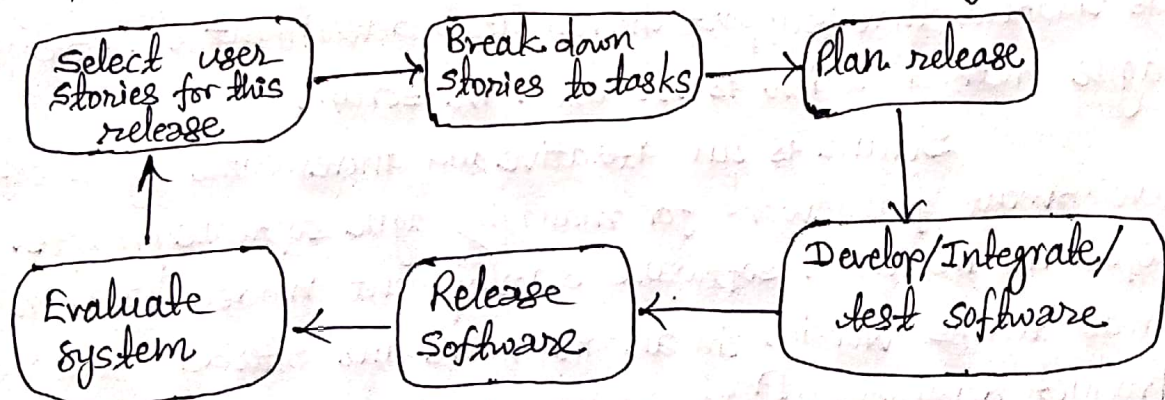 Select user
stories for this
release
Break down
stories to tasks
Plan release
Develop/Integrate/
test software
Release
software
Evaluate
system